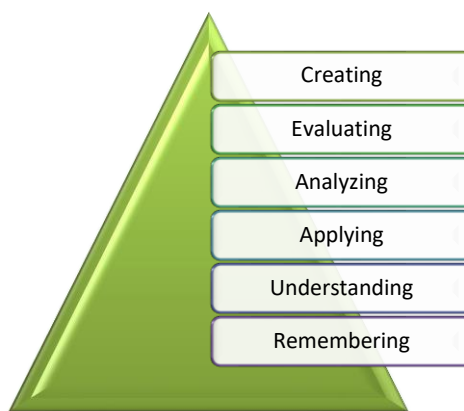 Creating
Evaluating
Analyzing
Applying
Understanding
Remembering